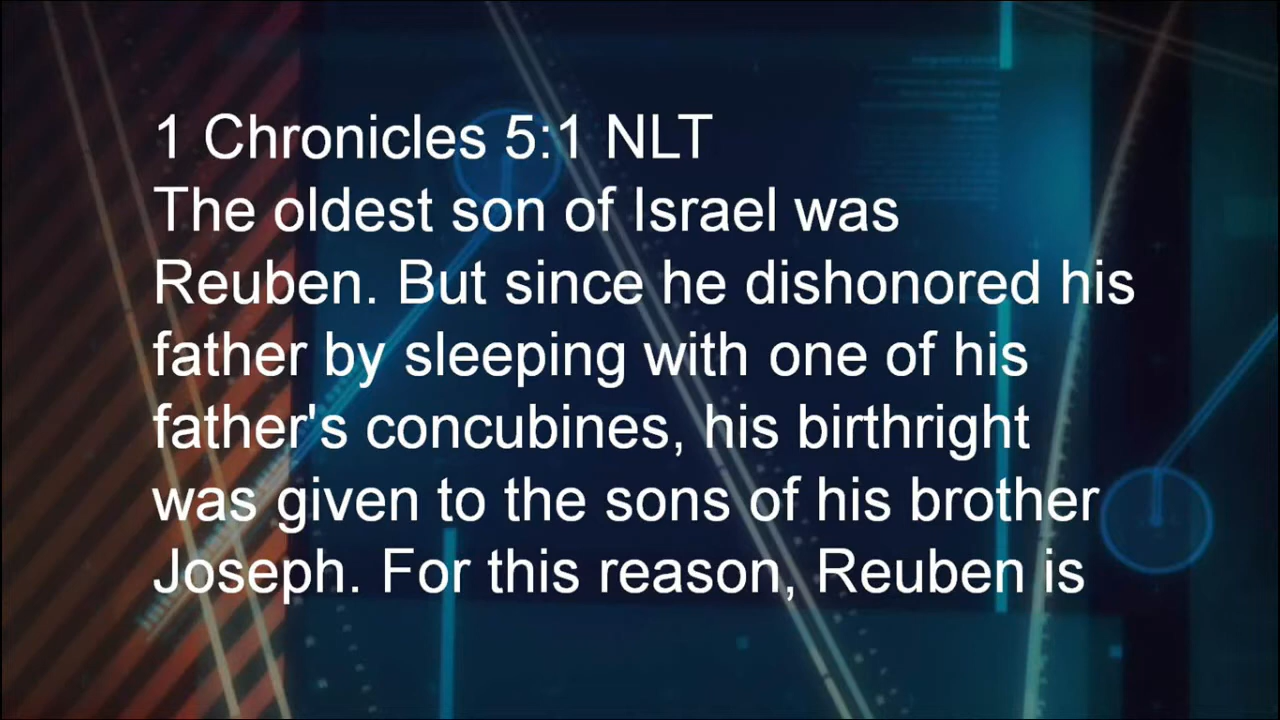 1 Chronicles 5:1 NLT
The oldest son of Israel was
Reuben. But since he dishonored his
father by sleeping with one of his
father's concubines, his birthright
was given to the sons of his brother
Joseph. For this reason, Reuben is